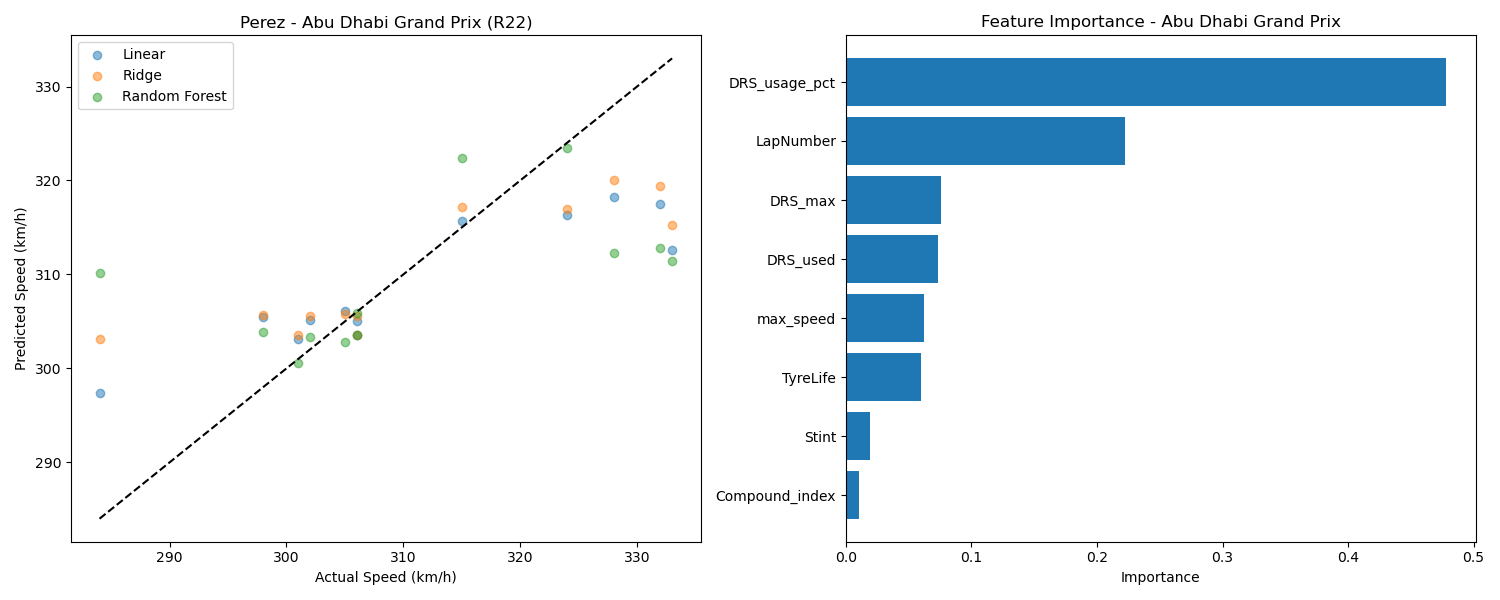 Perez - Abu Dhabi Grand Prix (R22)
Linear
Ridge
Random Forest
Predicted Speed (km/h)
330
320
310
300
290
290 300 310 320 330
Actual Speed (km/h)
Feature Importance - Abu Dhabi Grand Prix
DRS_usage_pct
LapNumber
DRS_max
DRS_used
max_speed
TyreLife
Stint
Compound_index
0.0 0.1 0.2 0.3 0.4 0.5
Importance